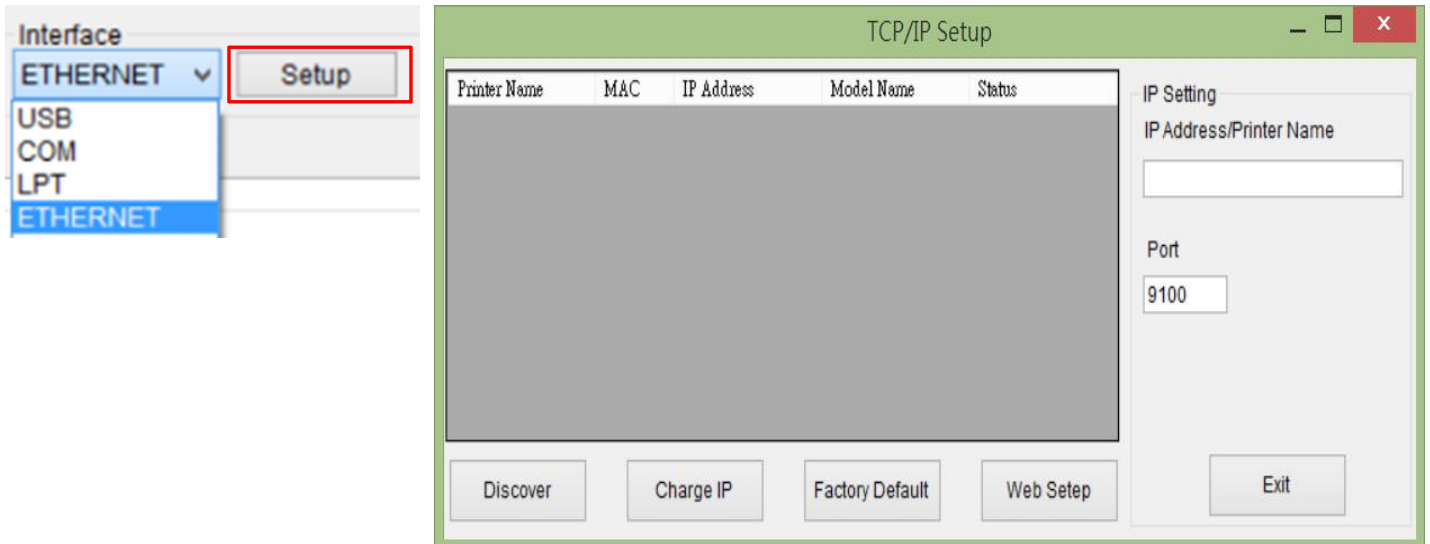 Interface
ETHERNET Setup
USB
COM
LPT
ETHERNET
TCP/IP Setup
X
Printer Name MAC IP Address Model Name Status
IP Setting
IP Address/Printer Name
Port
9100
Discover Charge IP Factory Default Web Setep Exit